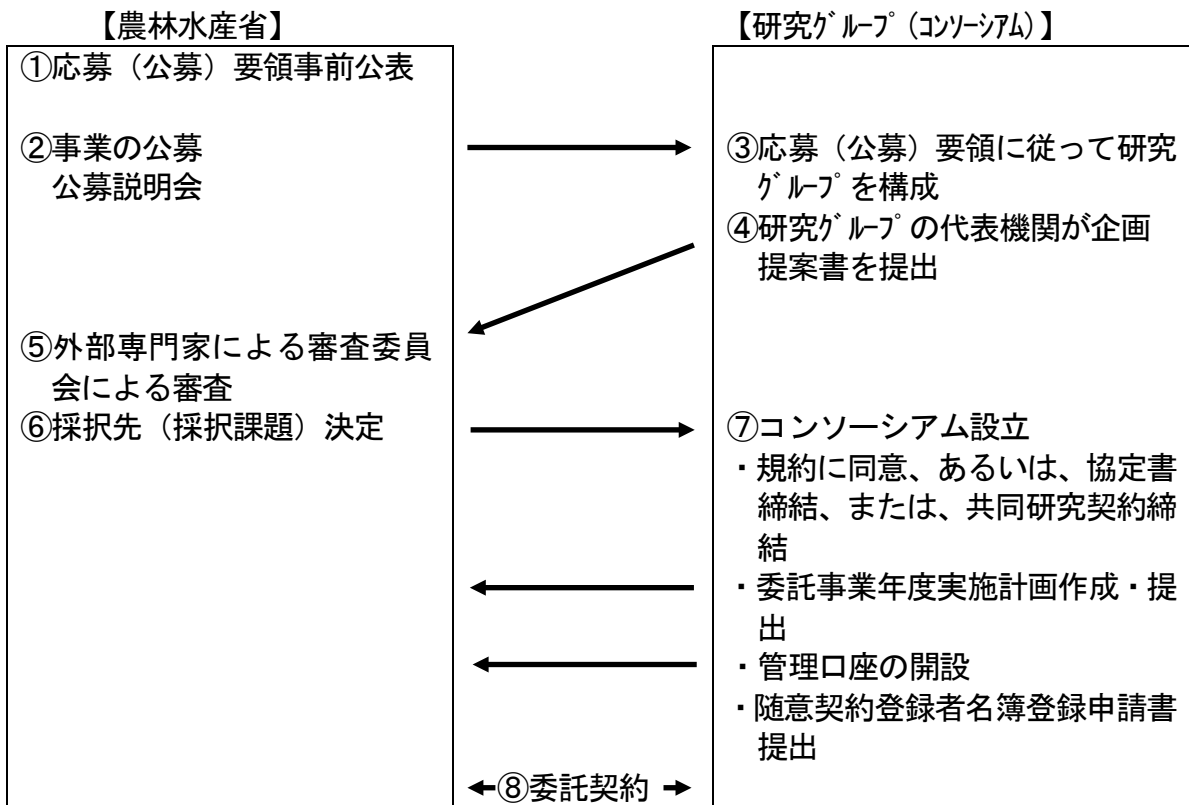 【農林水産省】
①応募（公募）要領事前公表
②事業の公募
公募説明会
⑤外部専門家による審査委員
会による審査
⑥採択先（採択課題）決定
【研究ｸﾞﾙｰﾌﾟ（ｺﾝｿｰｼｱﾑ）】
③応募（公募）要領に従って研究
ｸﾞﾙｰﾌﾟを構成
④研究ｸﾞﾙｰﾌﾟの代表機関が企画
提案書を提出
⑦コンソーシアム設立
・規約に同意、あるいは、協定書
締結、または、共同研究契約締
結
・委託事業年度実施計画作成・提
出
・管理口座の開設
・随意契約登録者名簿登録申請書
提出
⑧委託契約